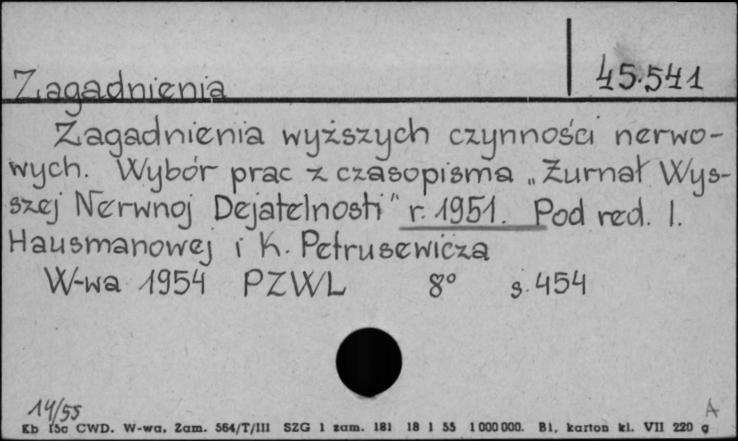 45.541
Zagadnienia
Zagadnienia wyższych czynności nerwo-
wych. Wybór prac z czasopisma „Żurnał Wys-
szej Nerwnoj Dejatelnosti" r. 1951. Pod red. I.
Hausmanowej i K. Petrusewicza
W-wa 1954 PZWL 8° s. 454
14/55
A
Kb 15c CWD. W-wa, Zam. 564/T/III SZG 1 zam. 181 18 1 55 1 000 000. Bl. karton kl. VII 220 g